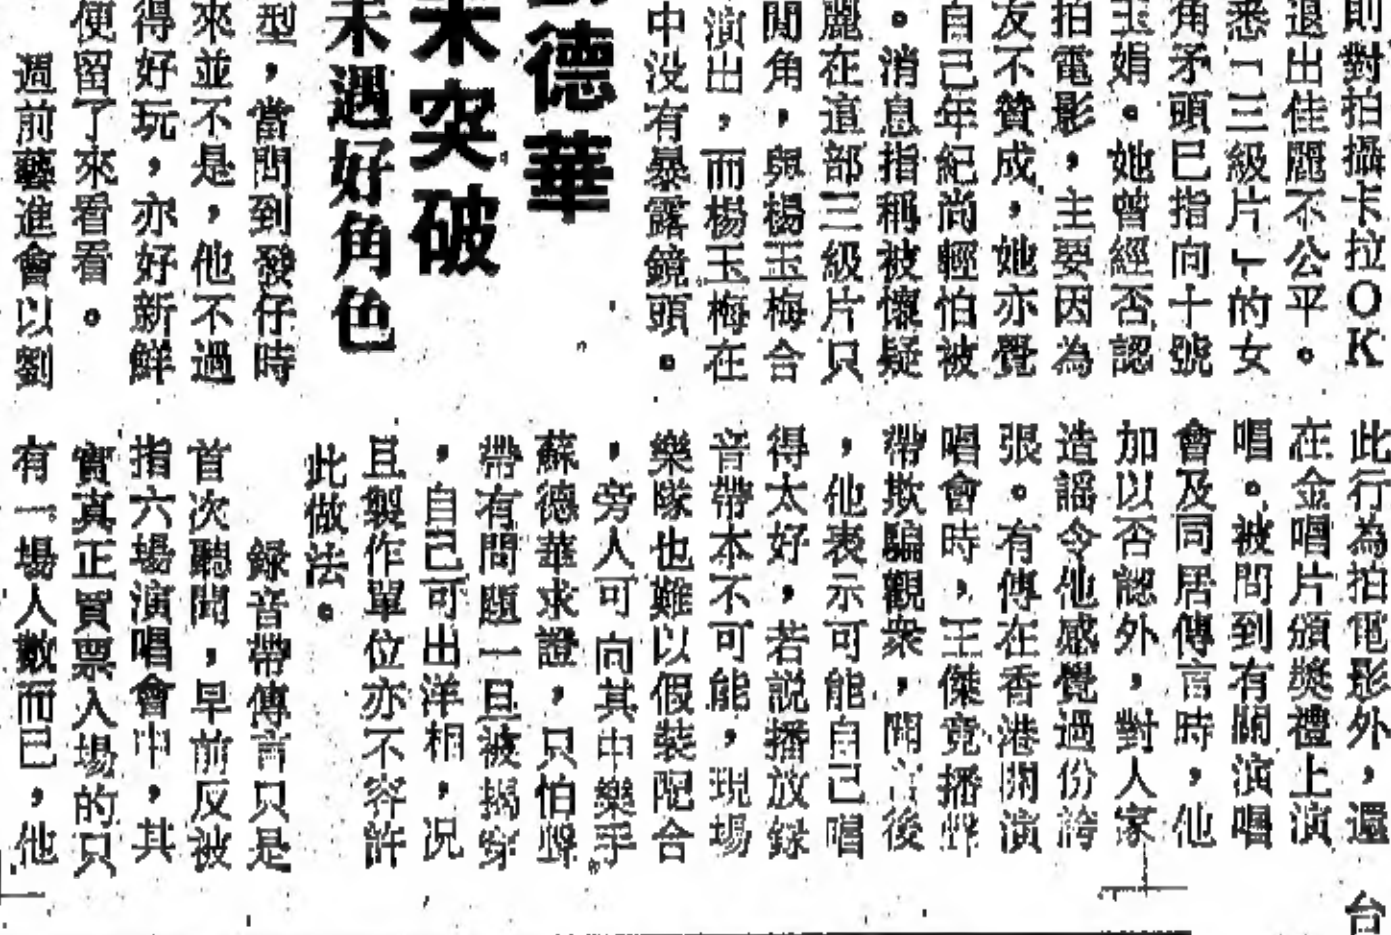 則對拍攝卡拉OK
退出佳麗不公平。
悉「三級片」的女
角矛頭已指向十號
玉娟。她曾經否認
拍電影，主要因為
友不贊成，她亦覺
自己年紀尚輕怕被
。消息指稱被懷疑
麗在這部三級片只
閒角，與楊玉梅合
演出，而楊玉梅在
中没有暴露鏡頭。
德華
未突破
未遇好角色
型，當問到發仔時
來並不是，他不過
得好玩，亦好新鮮
便留了來看看。
週前藝進會以劉
此行為拍電影外，還
在金唱片頒獎禮上演
唱。被問到有關演唱
會及同居傳言時，他
加以否認外，對人家
造謡令他感覺過份誇
張。有傳在香港開演
唱會時，王傑竟播聲
帶欺騙觀衆，開音後
，他表示可能自己唱
得太好，若説播放録
音帶本不可能，現場
樂隊也難以假裝配合
，旁人可向其中樂手
蘇德華求證，只怕聲
帶有問題一旦被揭穿
，自己可出洋相，况
且製作單位亦不容許
此做法。
録音帶傳言只是
首次聽聞，早前反被
指六場演唱會中，其
實真正買票入場的只
有一場人數而已，他
台